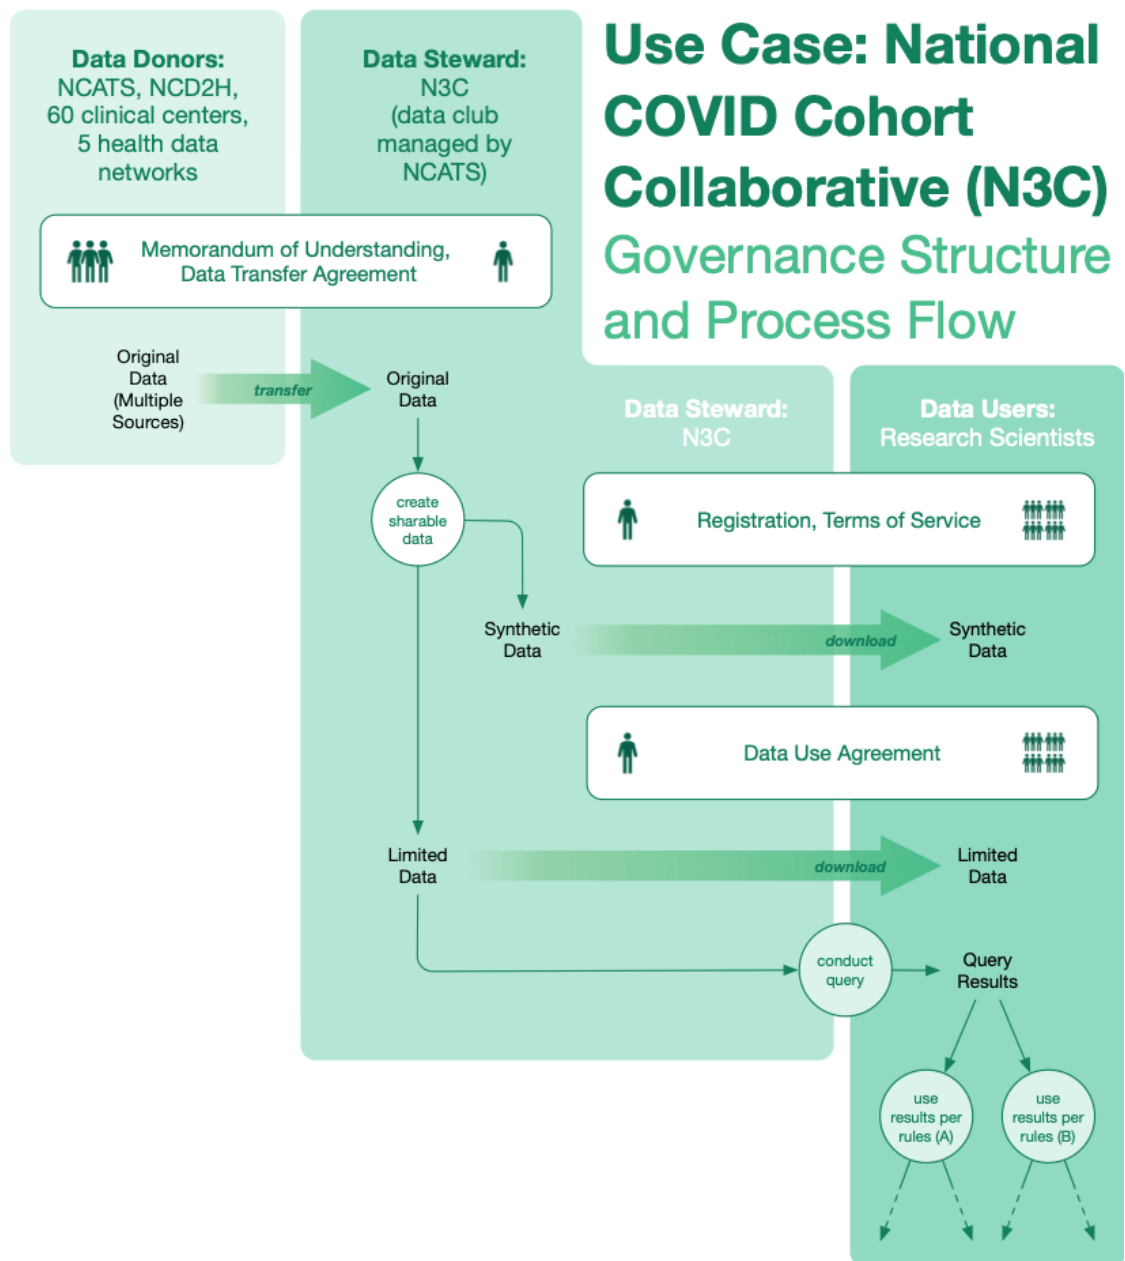 Use Case: National
COVID Cohort
Collaborative (N3C)
Governance Structure
and Process Flow
Data Donors:
NCATS, NCD2H,
60 clinical centers,
5 health data
networks
Data Steward:
N3C
(data club
managed by
NCATS)
Memorandum of Understanding,
Data Transfer Agreement
Original
Data
(Multiple
Sources)
transfer
Original
Data
Data Steward:
N3C
Data Users:
Research Scientists
create
sharable
data
Registration, Terms of Service
Synthetic
Data
download
Synthetic
Data
Data Use Agreement
Limited
Data
download
Limited
Data
conduct
query
Query
Results
use
results per
rules (A)
use
results per
rules (B)